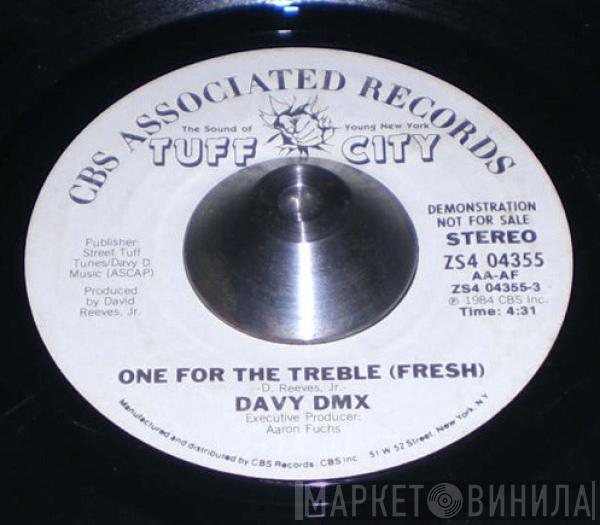 CBS ASSOCIATED RECORDS
The Sound of Young New York
TUFF CITY
DEMONSTRATION
NOT FOR SALE
STEREO
ZS4 04355
AA-AF
ZS4 04355-3
℗ 1984 CBS Inc.
Time: 4:31
Publisher:
Street Tuff
Tunes/Davy D
Music (ASCAP)
Produced
by David
Reeves, Jr.
ONE FOR THE TREBLE (FRESH)
-D. Reeves, Jr.-
DAVY DMX
Executive Producer:
Aaron Fuchs
Manufactured and distributed by CBS Records: CBS Inc. 51 W 52 Street, New York, N.Y.
МАРКЕТ ВИНИЛА